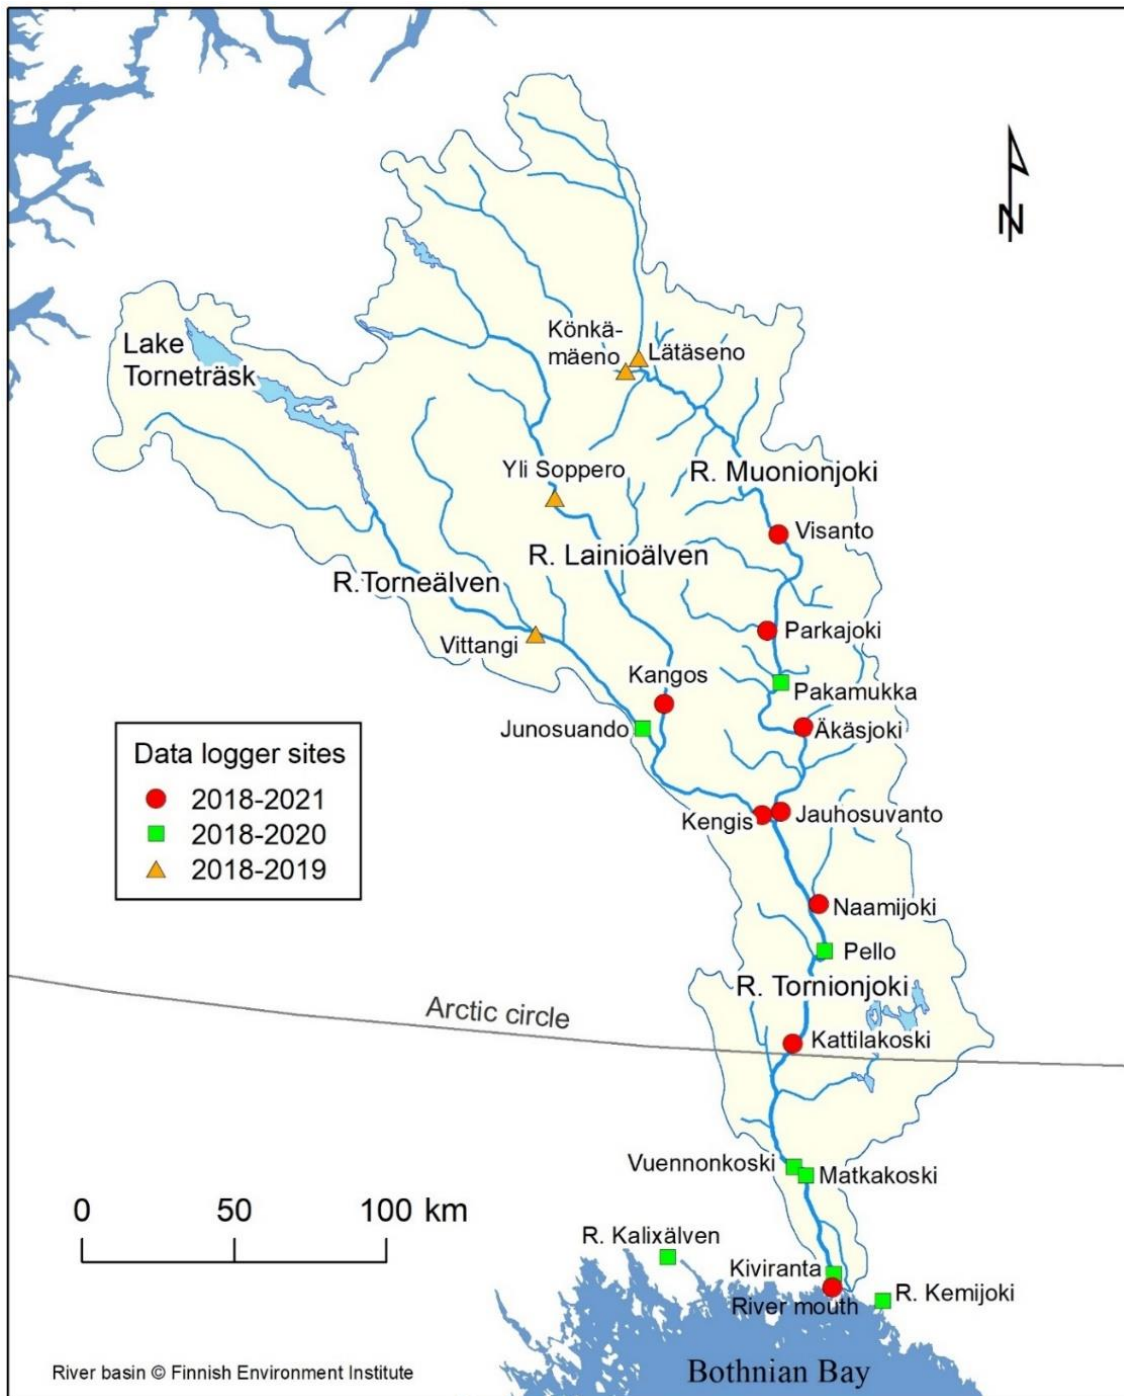 N
Lake
Torneträsk
Könkä-
mäeno
Lätäseno
Yli Soppero
R. Muonionjoki
Visanto
R. Lainioälven
R.Torneälven
Vittangi
Parkajoki
Kangos
Pakamukka
Junosuando
Äkäsjoki
Data logger sites
2018-2021
2018-2020
2018-2019
Kengis
Jauhosuvanto
Naamijoki
Pello
R. Tornionjoki
Arctic circle
Kattilakoski
Vuennonkoski
Matkakoski
0 50 100 km
R. Kalixälven
Kiviranta
River mouth
R. Kemijoki
Bothnian Bay
River basin © Finnish Environment Institute